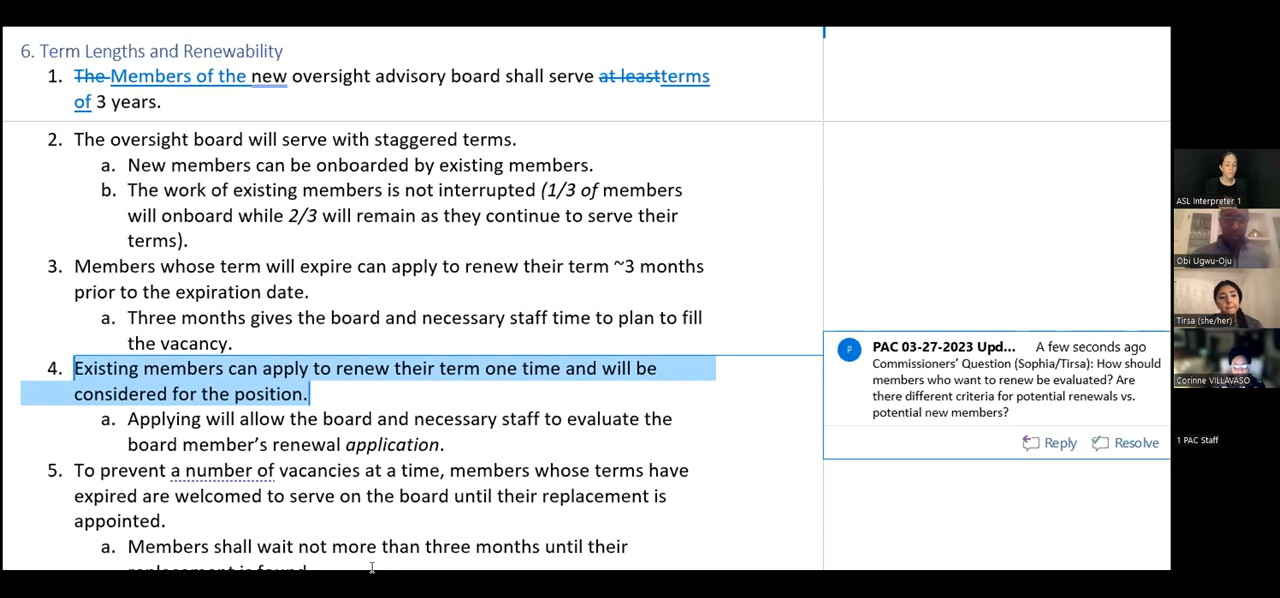 6. Term Lengths and Renewability
1. The Members of the new oversight advisory board shall serve at leastterms
of 3 years.
2. The oversight board will serve with staggered terms.
a. New members can be onboarded by existing members.
b. The work of existing members is not interrupted (1/3 of members
will onboard while 2/3 will remain as they continue to serve their
terms).
3. Members whose term will expire can apply to renew their term ~3 months
prior to the expiration date.
a. Three months gives the board and necessary staff time to plan to fill
the vacancy.
4. Existing members can apply to renew their term one time and will be
considered for the position.
a. Applying will allow the board and necessary staff to evaluate the
board member's renewal application.
5. To prevent a number of vacancies at a time, members whose terms have
expired are welcomed to serve on the board until their replacement is
appointed.
a. Members shall wait not more than three months until their
replacement is found.
P
PAC 03-27-2023 Upd... A few seconds ago
Commissioners' Question (Sophia/Tirsa): How should
members who want to renew be evaluated? Are
there different criteria for potential renewals vs.
potential new members?
Reply Resolve
ASL Interpreter 1
Obi Ugwu-Oju
Tirsa (she/her)
Corinne VILLAVASO
1 PAC Staff